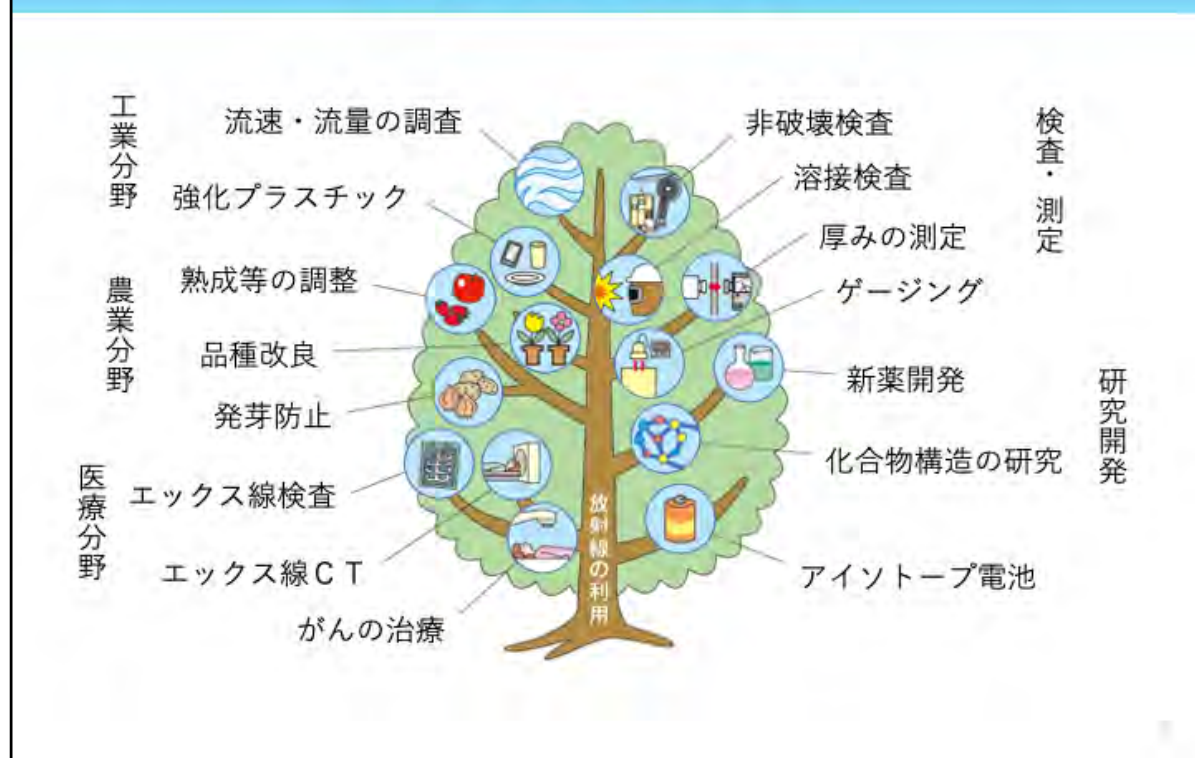 工業分野
流速・流量の調査
強化プラスチック
農業分野
熟成等の調整
品種改良
発芽防止
医療分野
エックス線検査
エックス線CT
がんの治療
放射線の利用
検査・測定
非破壊検査
溶接検査
厚みの測定
ゲージング
研究開発
新薬開発
化合物構造の研究
アイソトープ電池